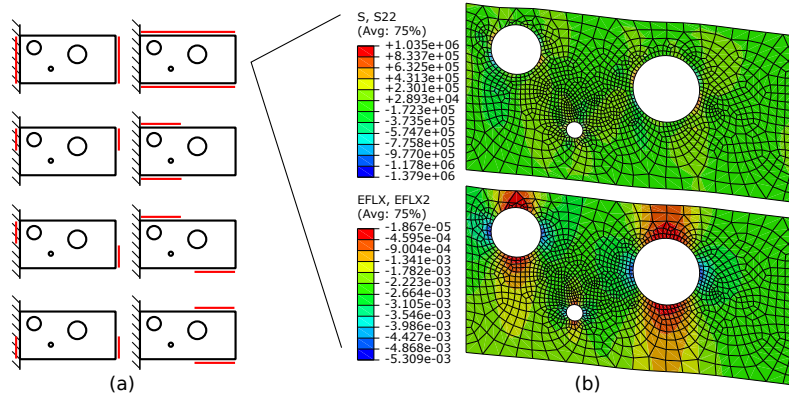 S, S22
(Avg: 75%)
+1.035e+06
+8.337e+05
+6.325e+05
+4.313e+05
+2.301e+05
+2.893e+04
-1.723e+05
-3.735e+05
-5.747e+05
-7.758e+05
-9.770e+05
-1.178e+06
-1.379e+06
EFLX, EFLX2
(Avg: 75%)
-1.867e-05
-4.595e-04
-9.004e-04
-1.341e-03
-1.782e-03
-2.223e-03
-2.664e-03
-3.105e-03
-3.546e-03
-3.986e-03
-4.427e-03
-4.868e-03
-5.309e-03
(a)
(b)